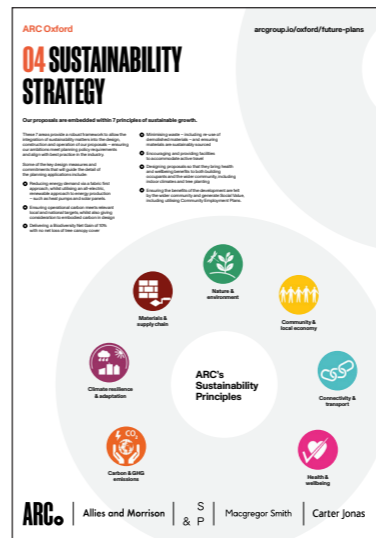 ARC Oxford
arcgroup.io/oxford/future-plans
04 SUSTAINABILITY
STRATEGY
Our proposals are embedded within 7 principles of sustainable growth.
These 7 areas provide a robust framework to allow the
integration of sustainability matters into the design,
construction and operation of our proposals – ensuring
our ambitions meet planning policy requirements
and align with best practice in the industry
Some of the key design measures and
commitments that will guide the detail of
the planning applications include:
Reducing energy demand via a fabric first
approach, whilst utilising an all-electric,
renewable approach to energy production
– such as heat pumps and solar panels.
Ensuring operational carbon meets relevant
local and national targets whilst also giving
consideration to embodied carbon in design
Delivering a Biodiversity Net Gain of 10%
with no net loss of tree canopy cover
Minimising waste – including re-use of
demolished materials – and ensuring
materials are sustainably sourced
Encouraging and providing facilities
to accommodate active travel
Designing proposals so that they bring health
and wellbeing benefits to both building
occupants and the wider community, including
micro climates and tree planting
Ensuring the benefits of the development are felt
by the wider community and generate Social Value,
including utilising Community Employment Plans.
Nature &
environment
Materials &
supply chain
Community &
local economy
Climate resilience
& adaptation
ARC's
Sustainability
Principles
Connectivity &
transport
CO₂
Carbon & GHG
emissions
Health &
wellbeing
ARC
Allies and Morrison
S
& P
Macgregor Smith
Carter Jonas